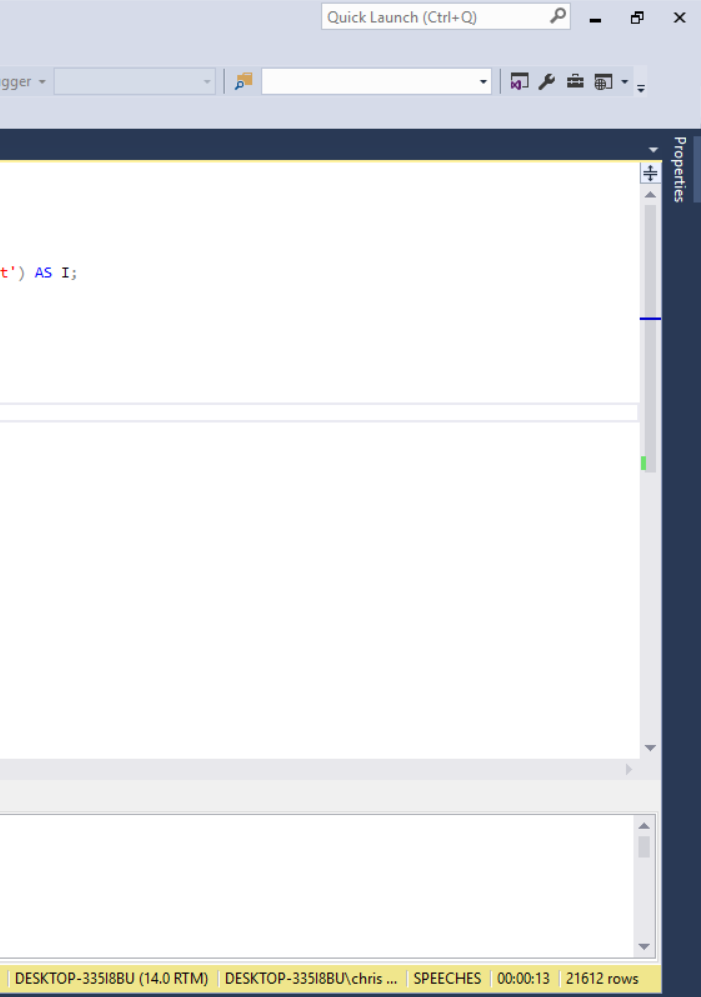 Quick Launch (Ctrl+Q)
gger
Properties
t') AS I;
DESKTOP-335I8BU (14.0 RTM) DESKTOP-335I8BU\chris ... SPEECHES 00:00:13 21612 rows